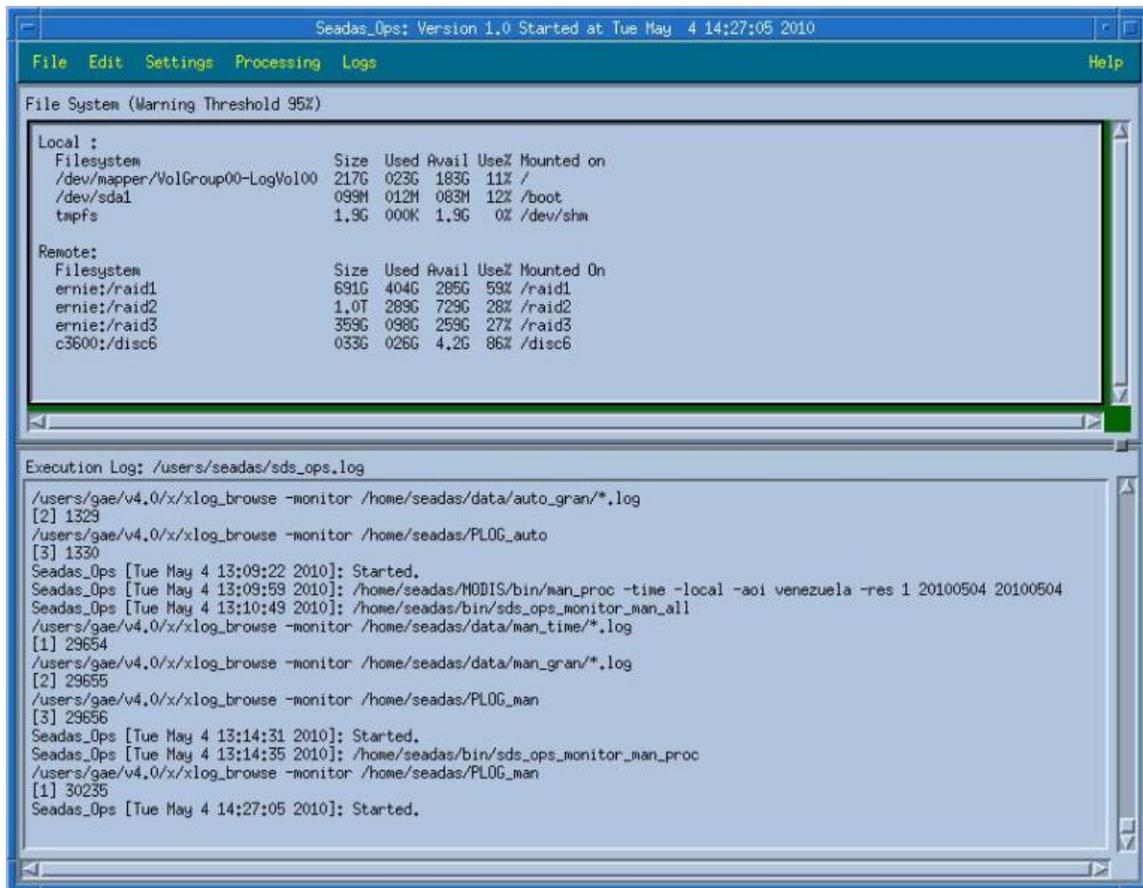 Seadas_Ops: Version 1.0 Started at Tue May 4 14:27:05 2010
File Edit Settings Processing Logs Help
File System (Warning Threshold 95%)
Local :
Filesystem Size Used Avail Use% Mounted on
/dev/mapper/VolGroup00-LogVol00 217G 023G 183G 11% /
/dev/sda1 099M 012M 083M 12% /boot
tmpfs 1.9G 000K 1.9G 0% /dev/shm
Remote:
Filesystem Size Used Avail Use% Mounted On
ernie:/raid1 691G 404G 285G 59% /raid1
ernie:/raid2 1.0T 289G 729G 28% /raid2
ernie:/raid3 359G 098G 259G 27% /raid3
c3600:/disc6 033G 026G 4.2G 86% /disc6
Execution Log: /users/seadas/sds_ops.log
/users/gae/v4.0/x/xlog_browse -monitor /home/seadas/data/auto_gran/*.log
[2] 1329
/users/gae/v4.0/x/xlog_browse -monitor /home/seadas/PLOG_auto
[3] 1330
Seadas_Ops [Tue May 4 13:09:22 2010]: Started.
Seadas_Ops [Tue May 4 13:09:59 2010]: /home/seadas/MODIS/bin/man_proc -time -local -aoi venezuela -res 1 20100504 20100504
Seadas_Ops [Tue May 4 13:10:49 2010]: /home/seadas/bin/sds_ops_monitor_man_all
/users/gae/v4.0/x/xlog_browse -monitor /home/seadas/data/man_time/*.log
[1] 29654
/users/gae/v4.0/x/xlog_browse -monitor /home/seadas/data/man_gran/*.log
[2] 29655
/users/gae/v4.0/x/xlog_browse -monitor /home/seadas/PLOG_man
[3] 29656
Seadas_Ops [Tue May 4 13:14:31 2010]: Started.
Seadas_Ops [Tue May 4 13:14:35 2010]: /home/seadas/bin/sds_ops_monitor_man_proc
/users/gae/v4.0/x/xlog_browse -monitor /home/seadas/PLOG_man
[1] 30235
Seadas_Ops [Tue May 4 14:27:05 2010]: Started.